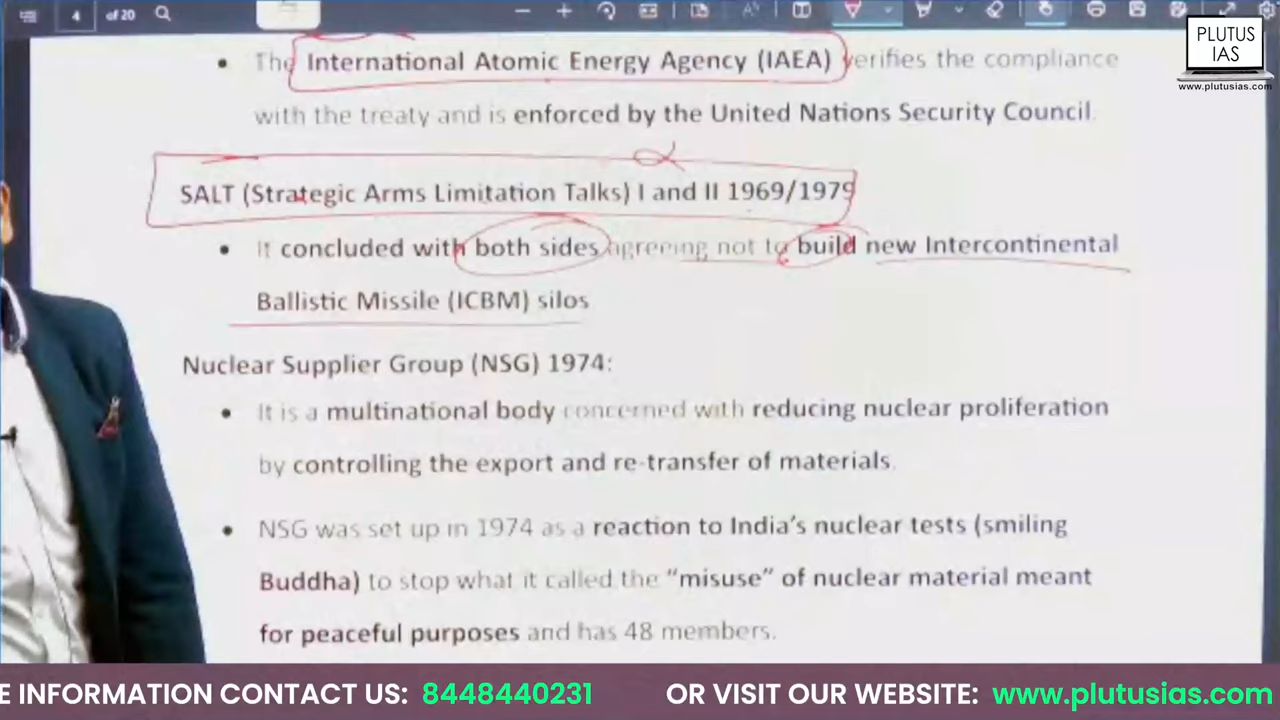 4 of 20
PLUTUS
IAS
www.plutusias.com
• The International Atomic Energy Agency (IAEA) verifies the compliance
with the treaty and is enforced by the United Nations Security Council.
SALT (Strategic Arms Limitation Talks) I and II 1969/1979
• It concluded with both sides agreeing not to build new Intercontinental
Ballistic Missile (ICBM) silos
Nuclear Supplier Group (NSG) 1974:
• It is a multinational body concerned with reducing nuclear proliferation
by controlling the export and re-transfer of materials.
• NSG was set up in 1974 as a reaction to India’s nuclear tests (smiling
Buddha) to stop what it called the “misuse” of nuclear material meant
for peaceful purposes and has 48 members.
E INFORMATION CONTACT US: 8448440231 OR VISIT OUR WEBSITE: www.plutusias.com